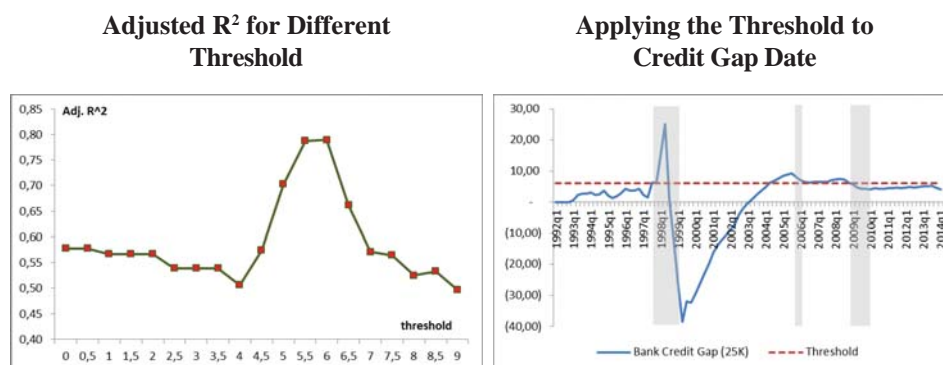 Adjusted R² for Different
Threshold
Adj. R^2
0,85
0,80
0,75
0,70
0,65
0,60
0,55
0,50
0,45
0,40
threshold
0 0,5 1 1,5 2 2,5 3 3,5 4 4,5 5 5,5 6 6,5 7 7,5 8 8,5 9
Applying the Threshold to
Credit Gap Date
30,00
20,00
10,00
-
(10,00)
(20,00)
(30,00)
(40,00)
1992q1
1993q1
1994q1
1995q1
1996q1
1997q1
1998q1
1999q1
2000q1
2001q1
2002q1
2003q1
2004q1
2005q1
2006q1
2007q1
2008q1
2009q1
2010q1
2011q1
2012q1
2013q1
2014q1
Bank Credit Gap (25K) Threshold